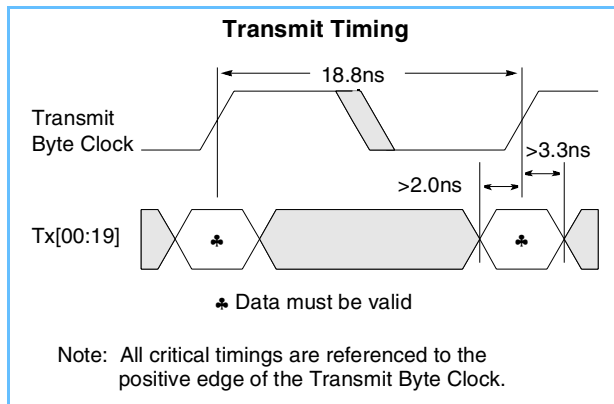 Transmit Timing
18.8ns
Transmit
Byte Clock
>3.3ns
>2.0ns
Tx[00:19]
♣ ♣
♣ Data must be valid
Note: All critical timings are referenced to the
positive edge of the Transmit Byte Clock.